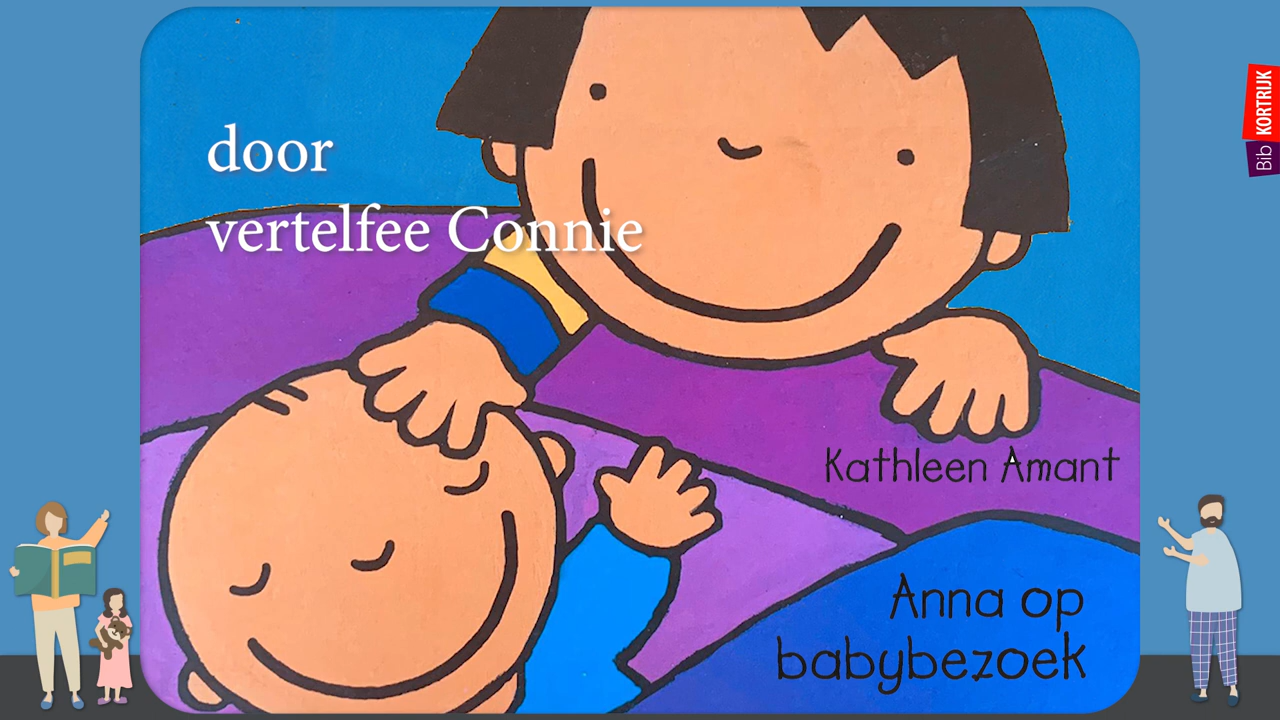 door
vertelfee Connie
Bib KORTRIJK
Kathleen Amant
Anna op
babybezoek